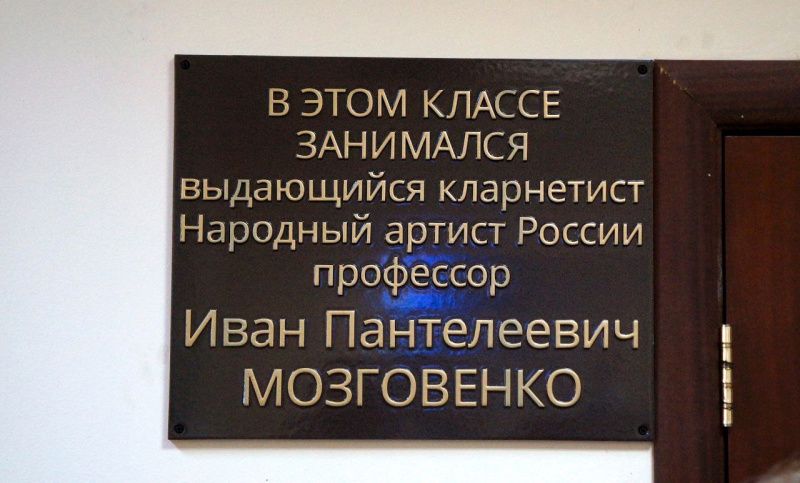 В ЭТОМ КЛАССЕ
ЗАНИМАЛСЯ
выдающийся кларнетист
Народный артист России
профессор
Иван Пантелеевич
МОЗГОВЕНКО